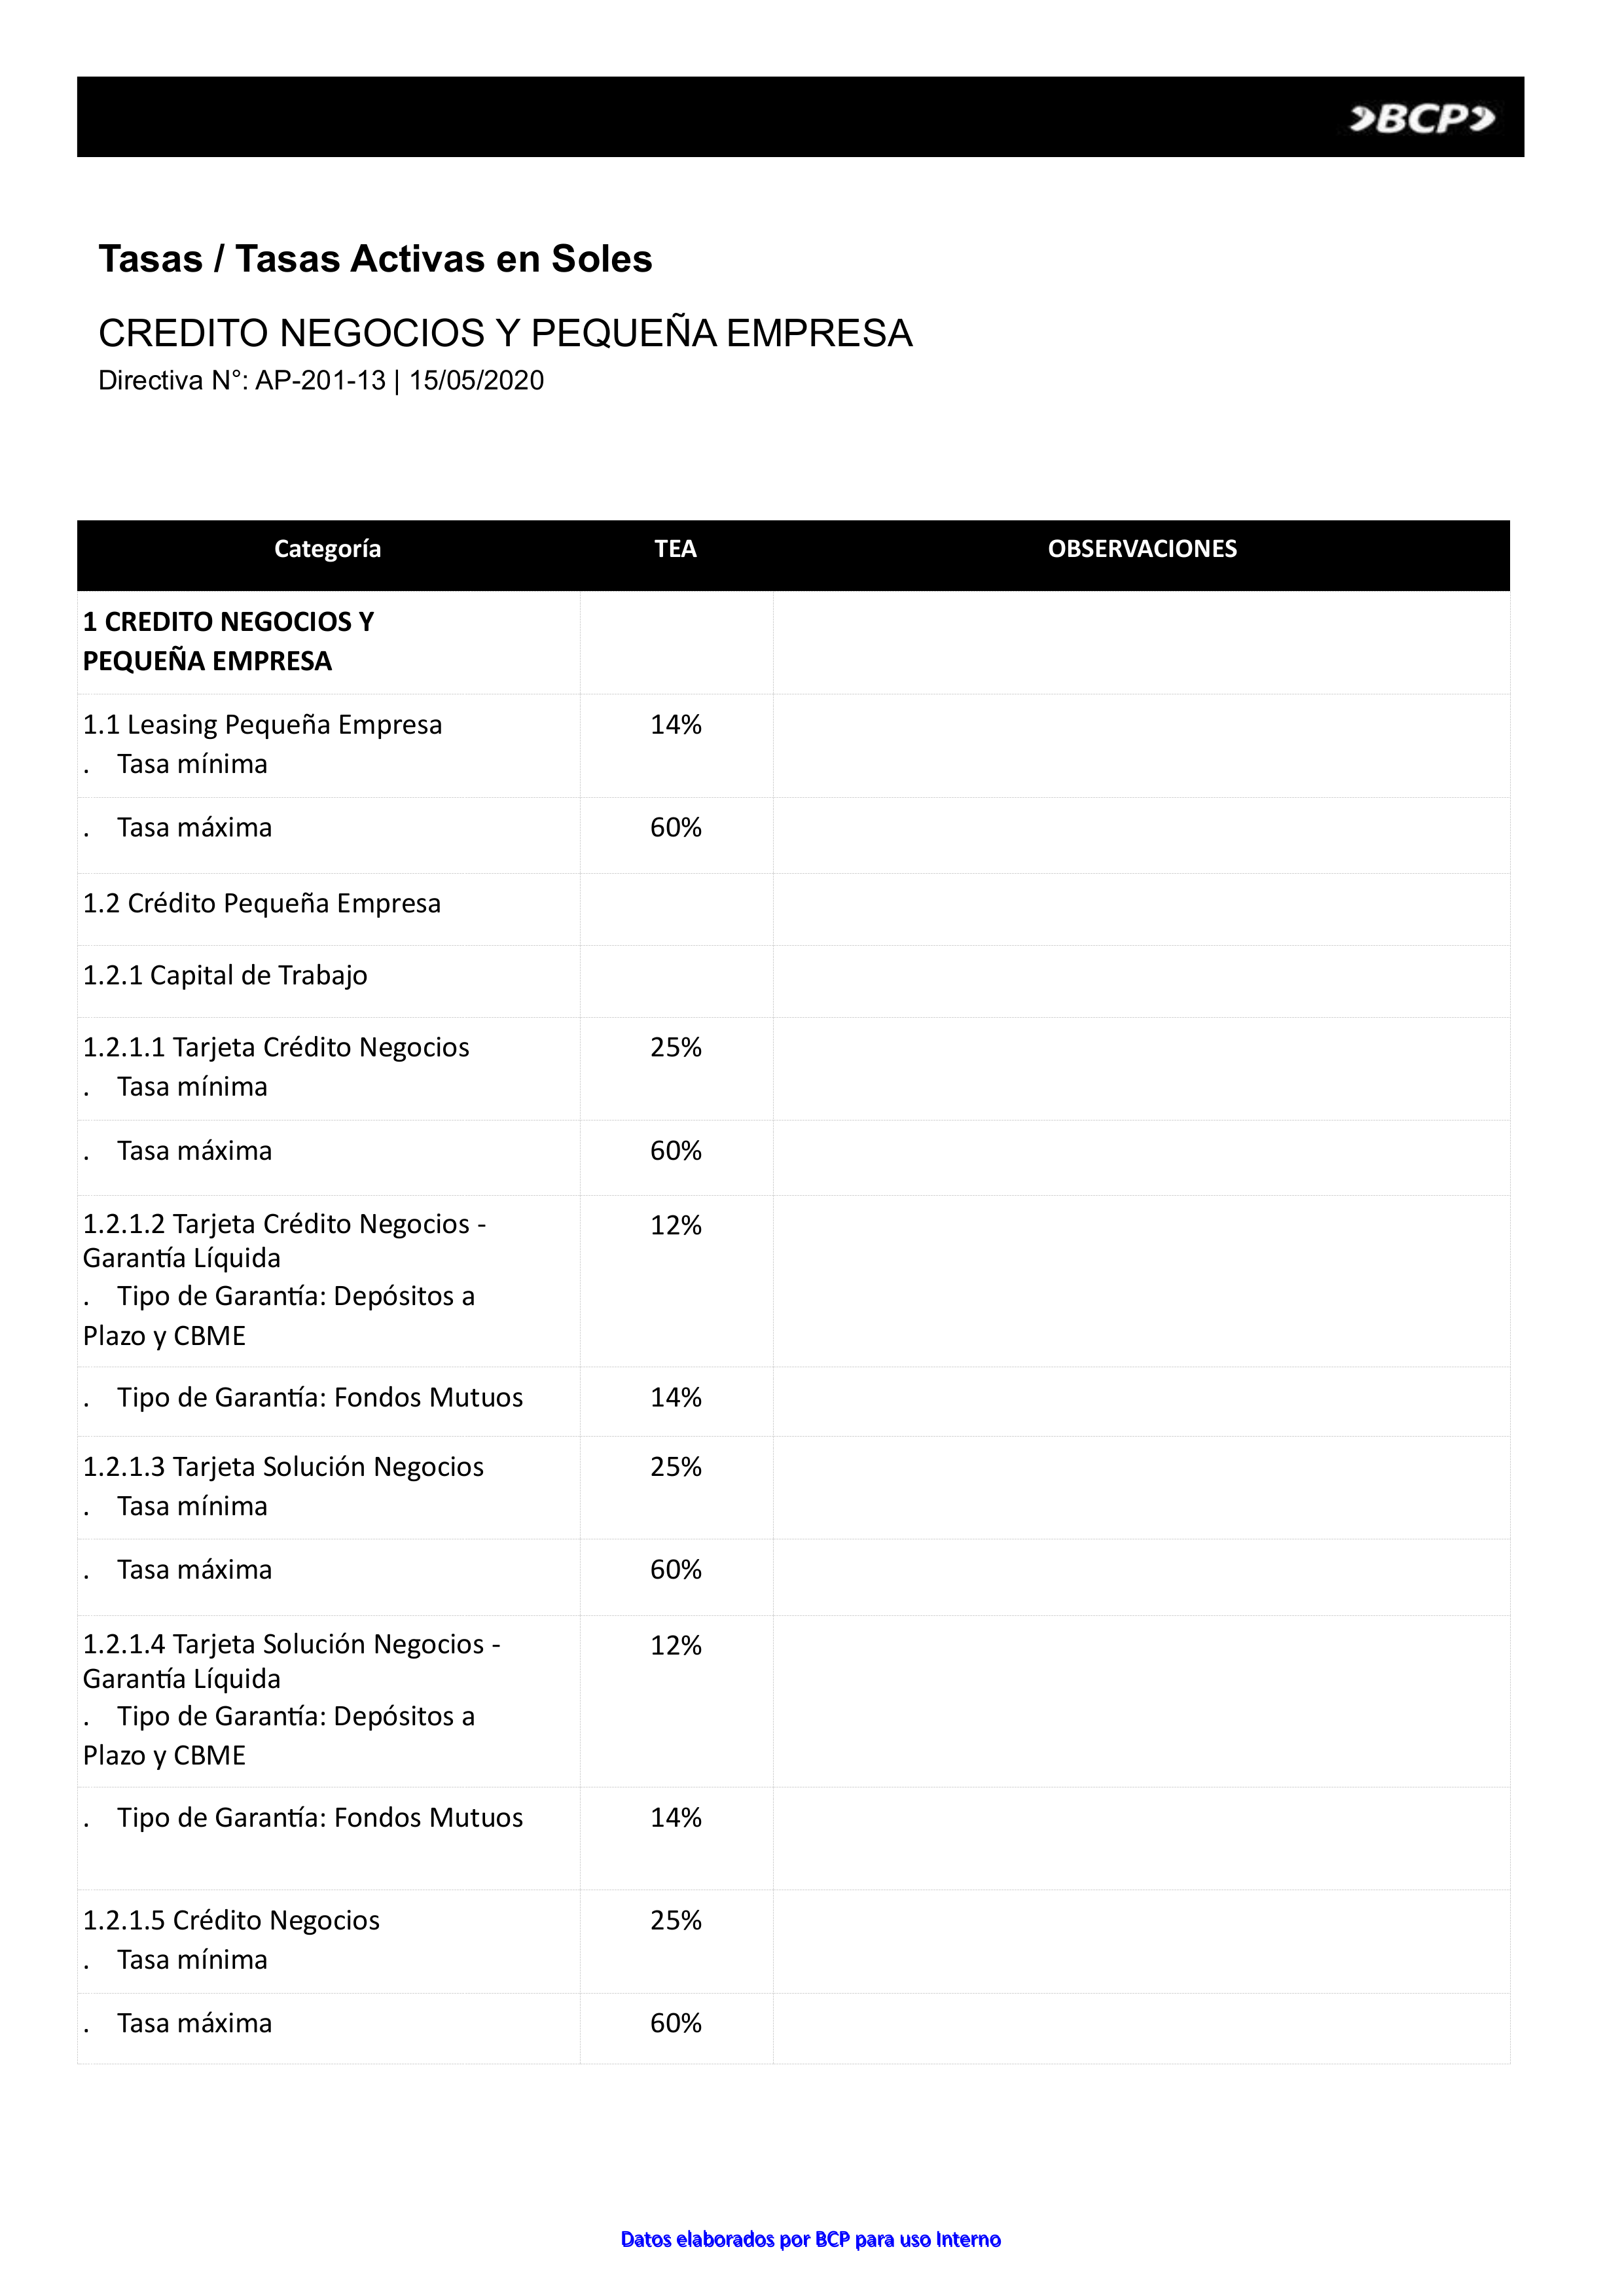 BCP
Tasas / Tasas Activas en Soles
CREDITO NEGOCIOS Y PEQUEÑA EMPRESA
Directiva N°: AP-201-13 | 15/05/2020
Categoría TEA OBSERVACIONES
1 CREDITO NEGOCIOS Y
PEQUEÑA EMPRESA
1.1 Leasing Pequeña Empresa 14%
. Tasa mínima
. Tasa máxima 60%
1.2 Crédito Pequeña Empresa
1.2.1 Capital de Trabajo
1.2.1.1 Tarjeta Crédito Negocios 25%
. Tasa mínima
. Tasa máxima 60%
1.2.1.2 Tarjeta Crédito Negocios - 12%
Garantía Líquida
. Tipo de Garantía: Depósitos a
Plazo y CBME
. Tipo de Garantía: Fondos Mutuos 14%
1.2.1.3 Tarjeta Solución Negocios 25%
. Tasa mínima
. Tasa máxima 60%
1.2.1.4 Tarjeta Solución Negocios - 12%
Garantía Líquida
. Tipo de Garantía: Depósitos a
Plazo y CBME
. Tipo de Garantía: Fondos Mutuos 14%
1.2.1.5 Crédito Negocios 25%
. Tasa mínima
. Tasa máxima 60%
Datos elaborados por BCP para uso Interno